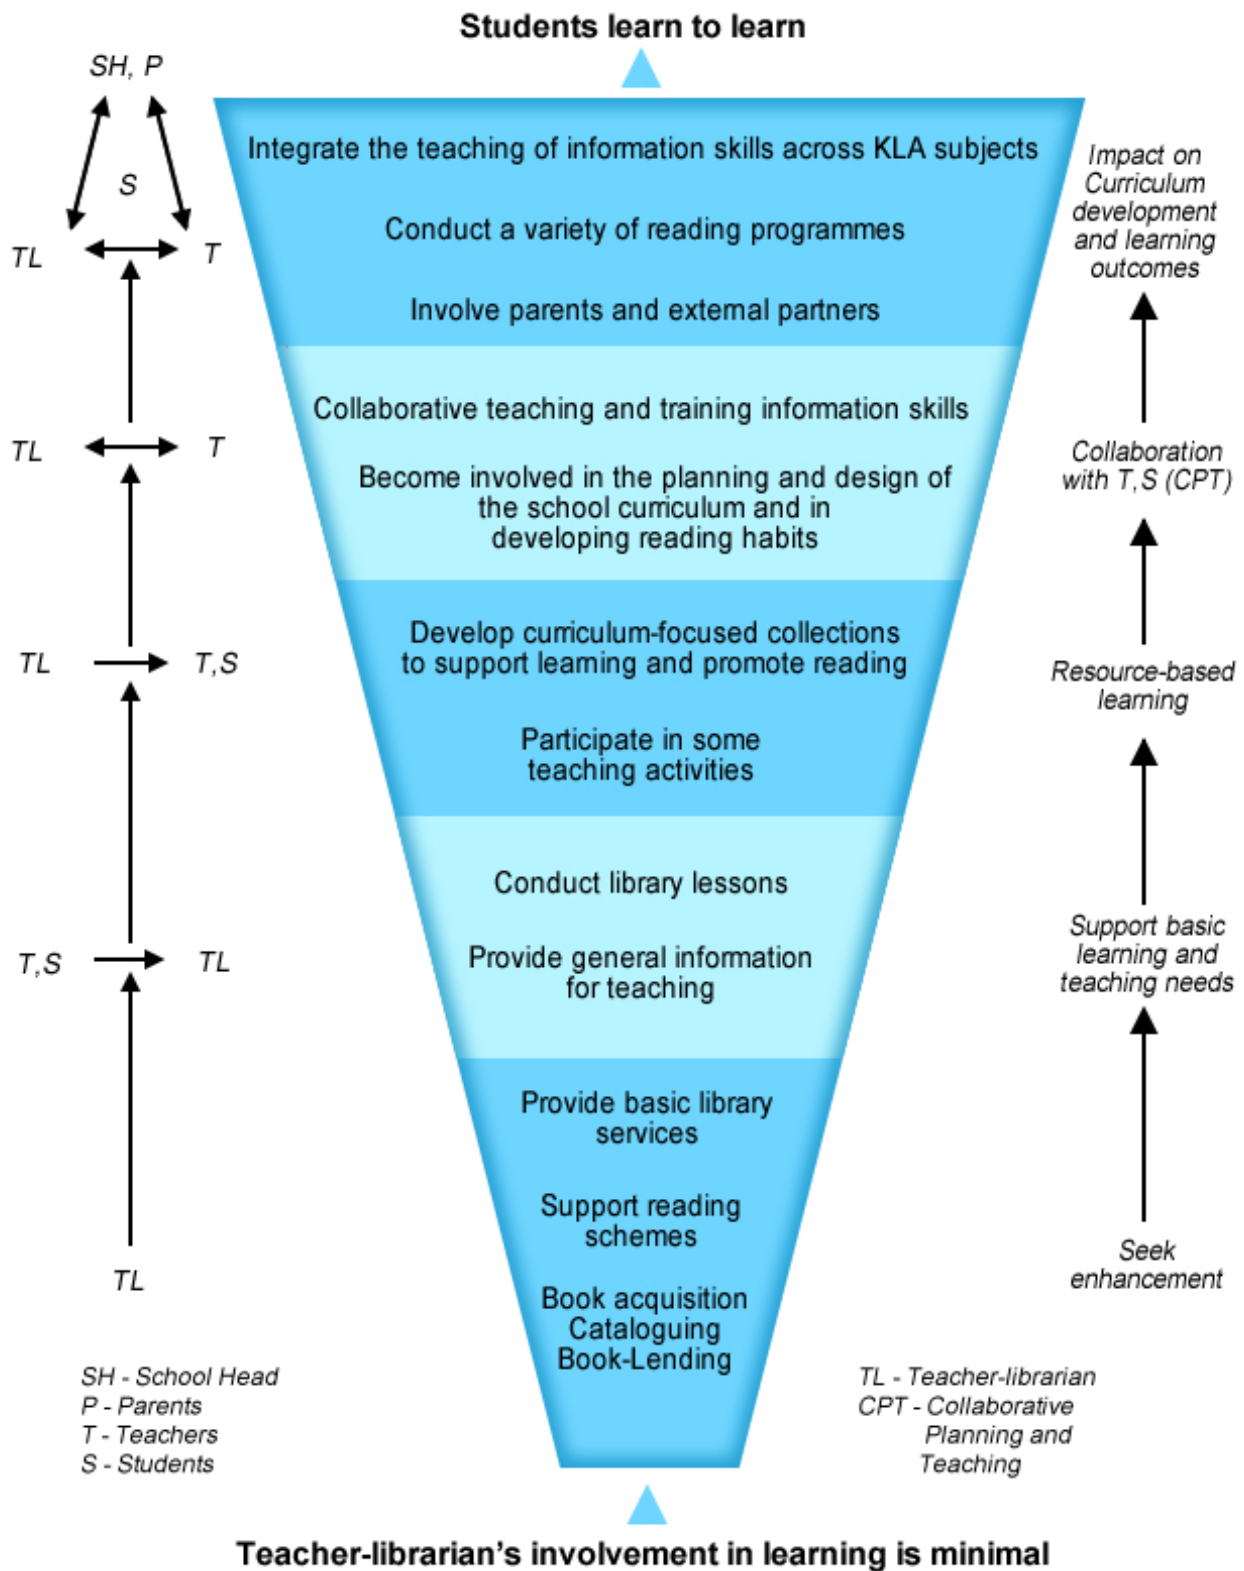 Students learn to learn
SH, P
S
TL
T
Integrate the teaching of information skills across KLA subjects
Conduct a variety of reading programmes
Involve parents and external partners
Impact on
Curriculum
development
and learning
outcomes
TL
T
Collaborative teaching and training information skills
Become involved in the planning and design of
the school curriculum and in
developing reading habits
Collaboration
with T,S (CPT)
TL
T,S
Develop curriculum-focused collections
to support learning and promote reading
Participate in some
teaching activities
Resource-based
learning
T,S
TL
Conduct library lessons
Provide general information
for teaching
Support basic
learning and
teaching needs
TL
Provide basic library
services
Support reading
schemes
Book acquisition
Cataloguing
Book-Lending
Seek
enhancement
SH - School Head
P - Parents
T - Teachers
S - Students
TL - Teacher-librarian
CPT - Collaborative
Planning and
Teaching
Teacher-librarian's involvement in learning is minimal